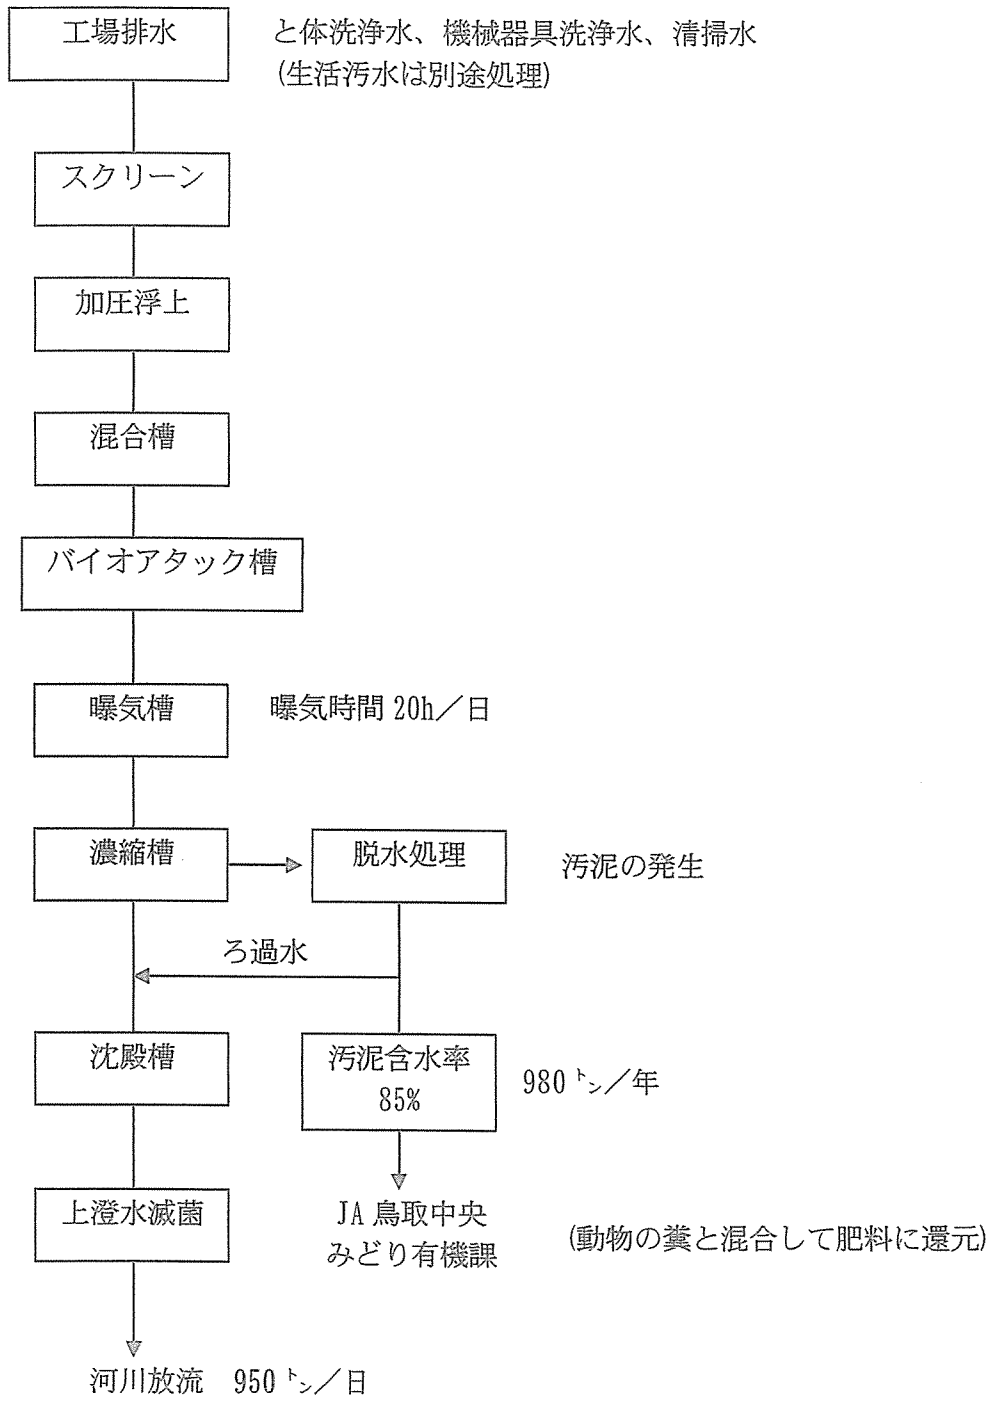 工場排水
と体洗浄水、機械器具洗浄水、清掃水
(生活汚水は別途処理)
スクリーン
加圧浮上
混合槽
バイオアタック槽
曝気槽
曝気時間 20h／日
濃縮槽
脱水処理
汚泥の発生
ろ過水
沈殿槽
汚泥含水率
85%
980 ㌧／年
上澄水滅菌
JA 鳥取中央
みどり有機課
(動物の糞と混合して肥料に還元)
河川放流 950 ㌧／日